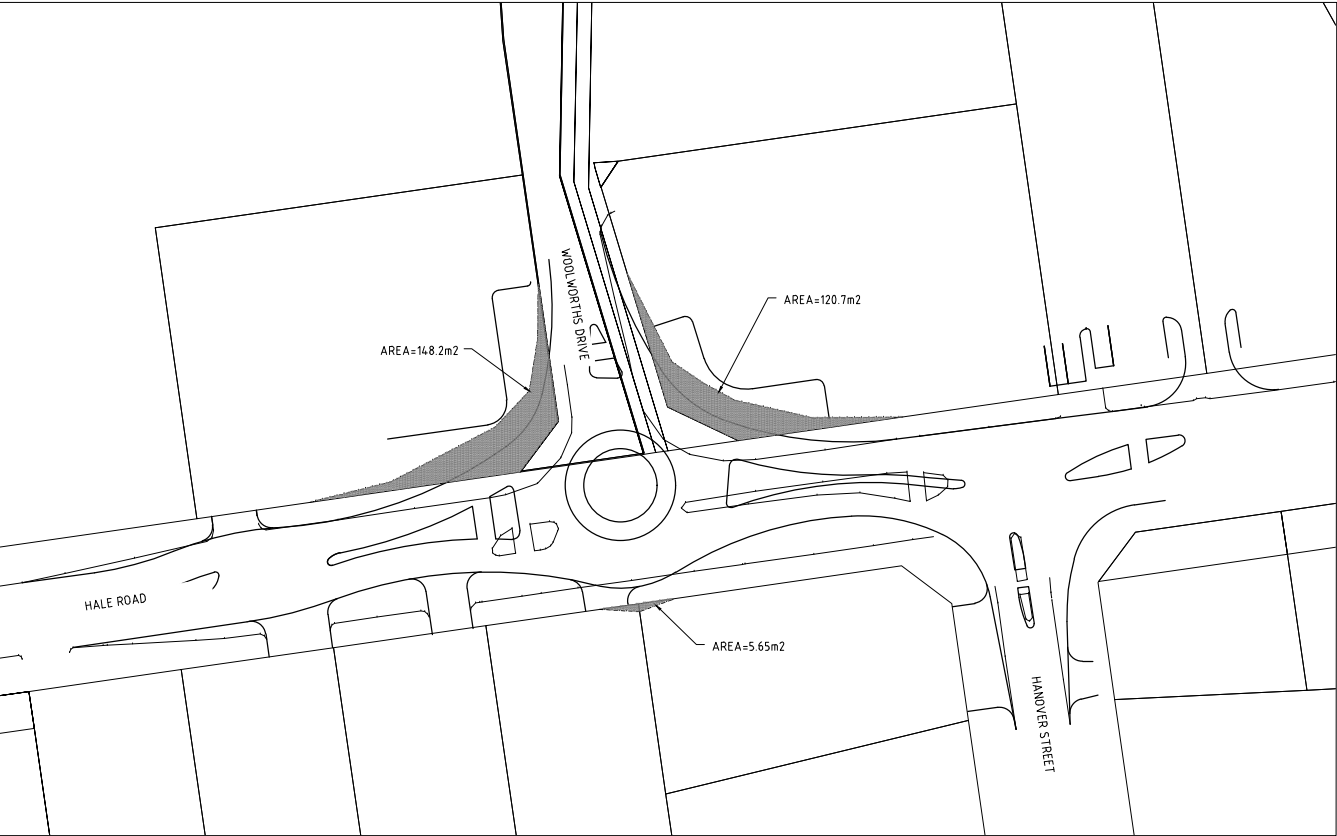 WOOLWORTHS DRIVE
AREA=120.7m2
AREA=148.2m2
HALE ROAD
AREA=5.65m2
HANOVER STREET